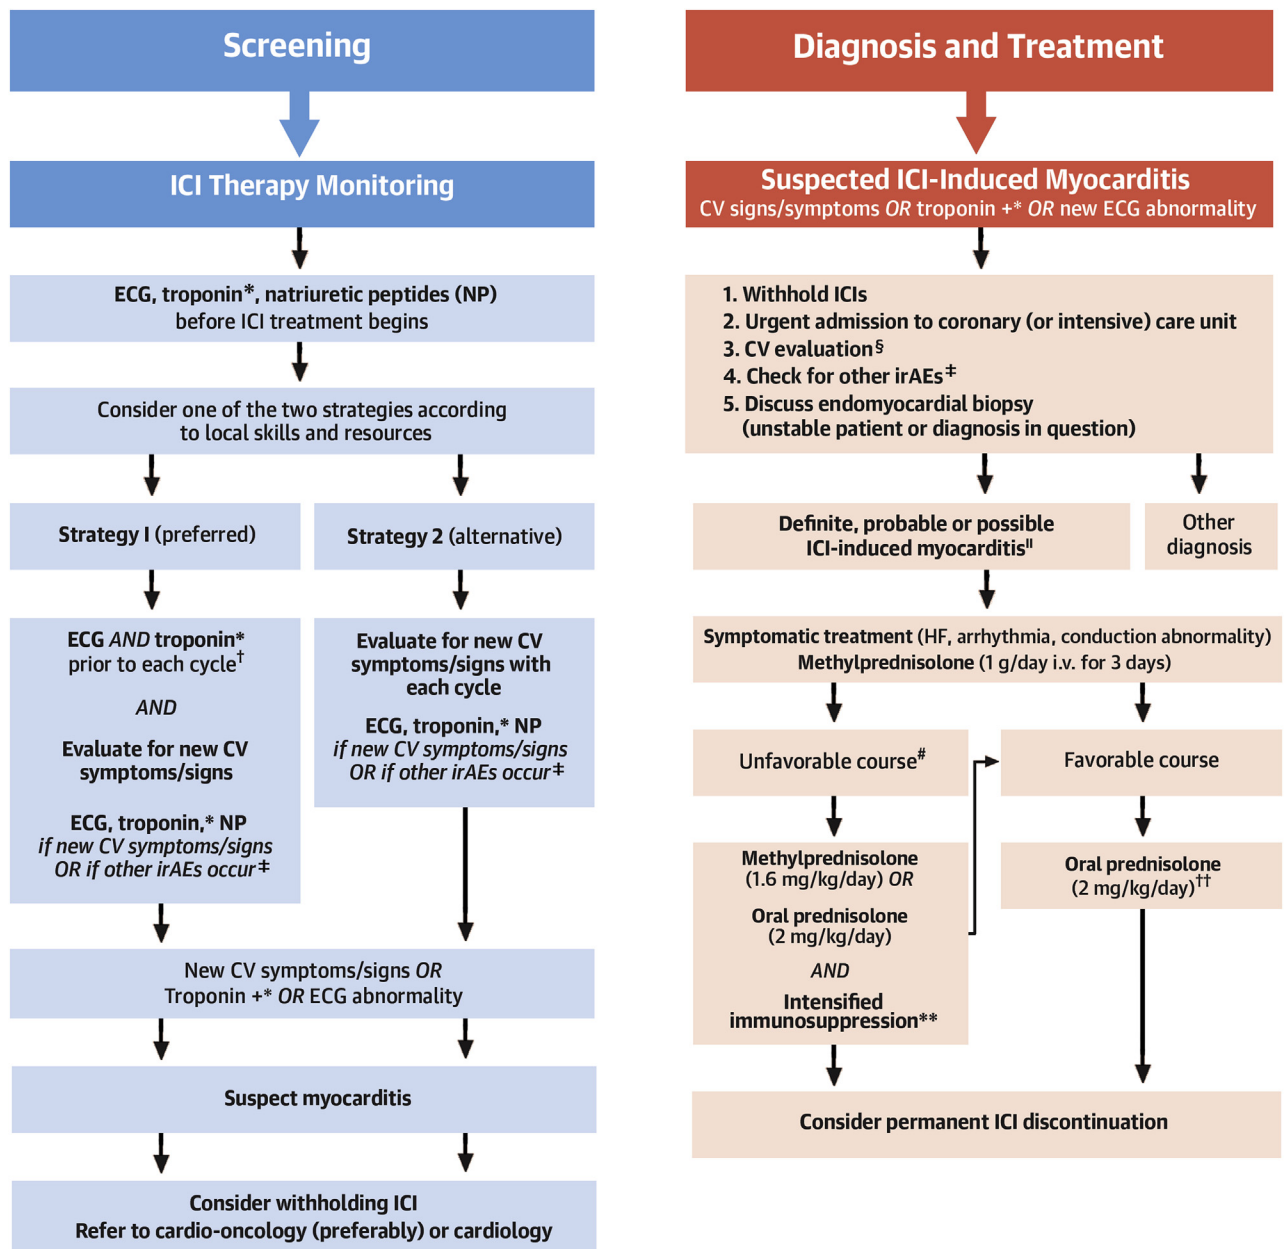 Screening
ICI Therapy Monitoring
ECG, troponin*, natriuretic peptides (NP)
before ICI treatment begins
Consider one of the two strategies according
to local skills and resources
Strategy I (preferred)
Strategy 2 (alternative)
ECG AND troponin*
prior to each cycle†
AND
Evaluate for new CV
symptoms/signs
ECG, troponin,* NP
if new CV symptoms/signs
OR if other irAEs occur‡
Evaluate for new CV
symptoms/signs with
each cycle
ECG, troponin,* NP
if new CV symptoms/signs
OR if other irAEs occur‡
New CV symptoms/signs OR
Troponin +* OR ECG abnormality
Suspect myocarditis
Consider withholding ICI
Refer to cardio-oncology (preferably) or cardiology
Diagnosis and Treatment
Suspected ICI-Induced Myocarditis
CV signs/symptoms OR troponin +* OR new ECG abnormality
1. Withhold ICIs
2. Urgent admission to coronary (or intensive) care unit
3. CV evaluation§
4. Check for other irAEs‡
5. Discuss endomyocardial biopsy
(unstable patient or diagnosis in question)
Definite, probable or possible
ICI-induced myocarditis||
Other
diagnosis
Symptomatic treatment (HF, arrhythmia, conduction abnormality)
Methylprednisolone (1 g/day i.v. for 3 days)
Unfavorable course#
Favorable course
Methylprednisolone
(1.6 mg/kg/day) OR
Oral prednisolone
(2 mg/kg/day)
AND
Intensified
immunosuppression**
Oral prednisolone
(2 mg/kg/day)††
Consider permanent ICI discontinuation